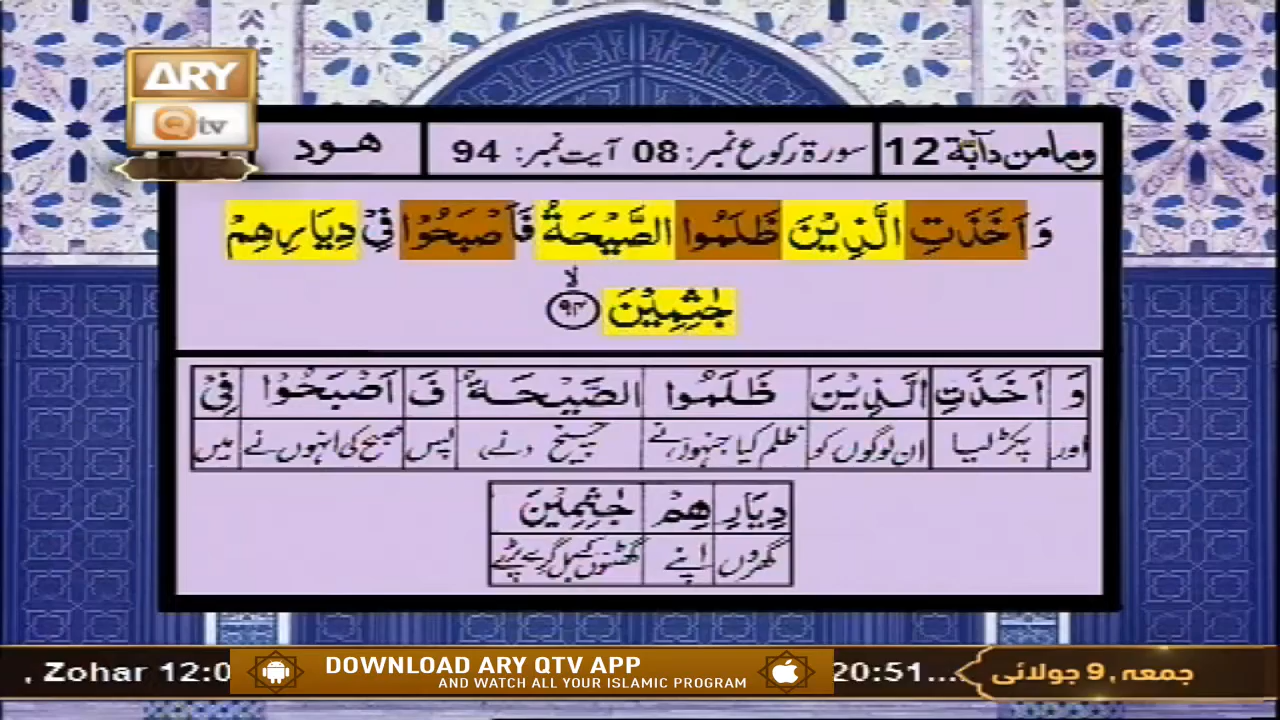 ARY
Qtv
وما من دآبة 12
سورۃ رکوع نمبر: 08 آیت نمبر: 94
ھود
وَ اَخَذَتِ الَّذِیْنَ ظَلَمُوا الصَّیْحَةُ فَاَصْبَحُوْا فِیْ دِیَارِهِمْ
جٰثِمِیْنَ ۙ۝۹۴
وَ اَخَذَتِ الَّذِیْنَ ظَلَمُوا الصَّیْحَةُ فَ اَصْبَحُوْا فِیْ
اور پکڑ لیا ان لوگوں کو ظلم کیا جنہوں نے چیخ (نے) پس صبح کی انہوں نے میں
دِیَارِ هِمْ جٰثِمِیْنَ
گھروں اپنے گھٹنوں کے بل گرے پڑے
, Zohar 12:0
DOWNLOAD ARY QTV APP
AND WATCH ALL YOUR ISLAMIC PROGRAM
20:51...
جمعہ, 9 جولائی